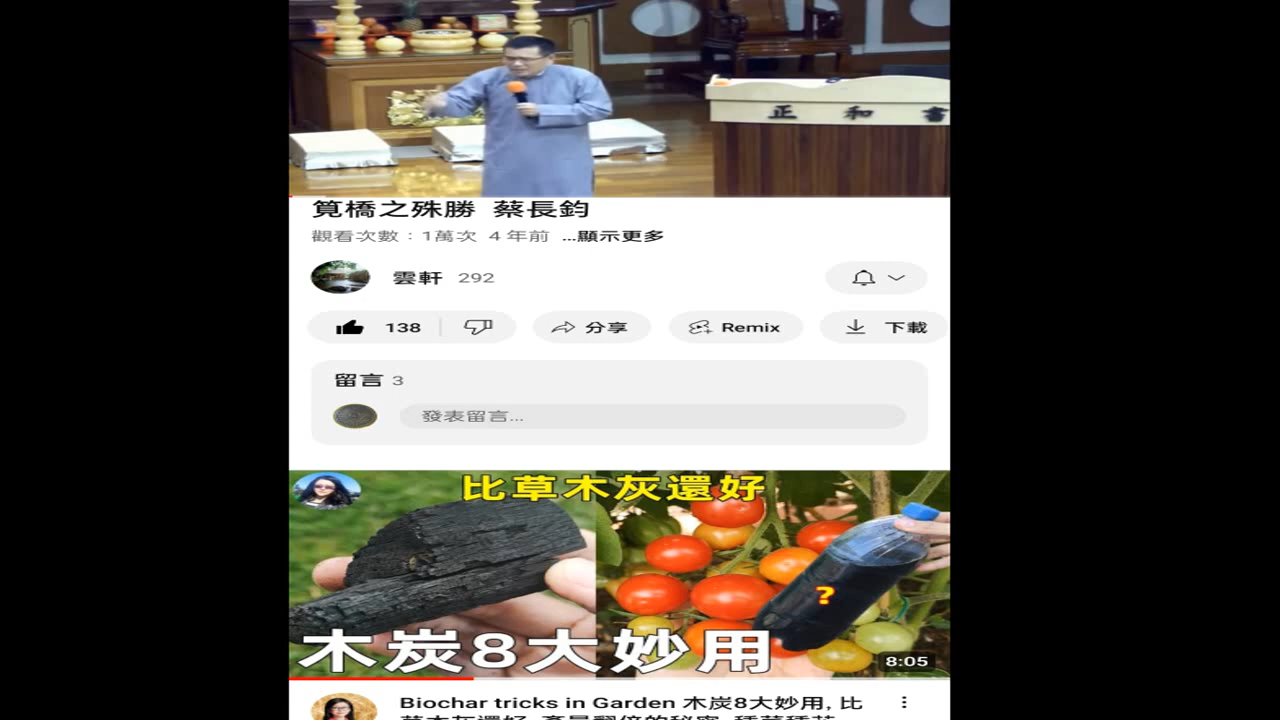 正 和 書
筧橋之殊勝 蔡長鈞
觀看次數：1萬次 4 年前 ...顯示更多
雲軒 292
138 分享 Remix 下載
留言 3
發表留言...
比草木灰還好
?
木炭8大妙用
8:05
Biochar tricks in Garden 木炭8大妙用, 比